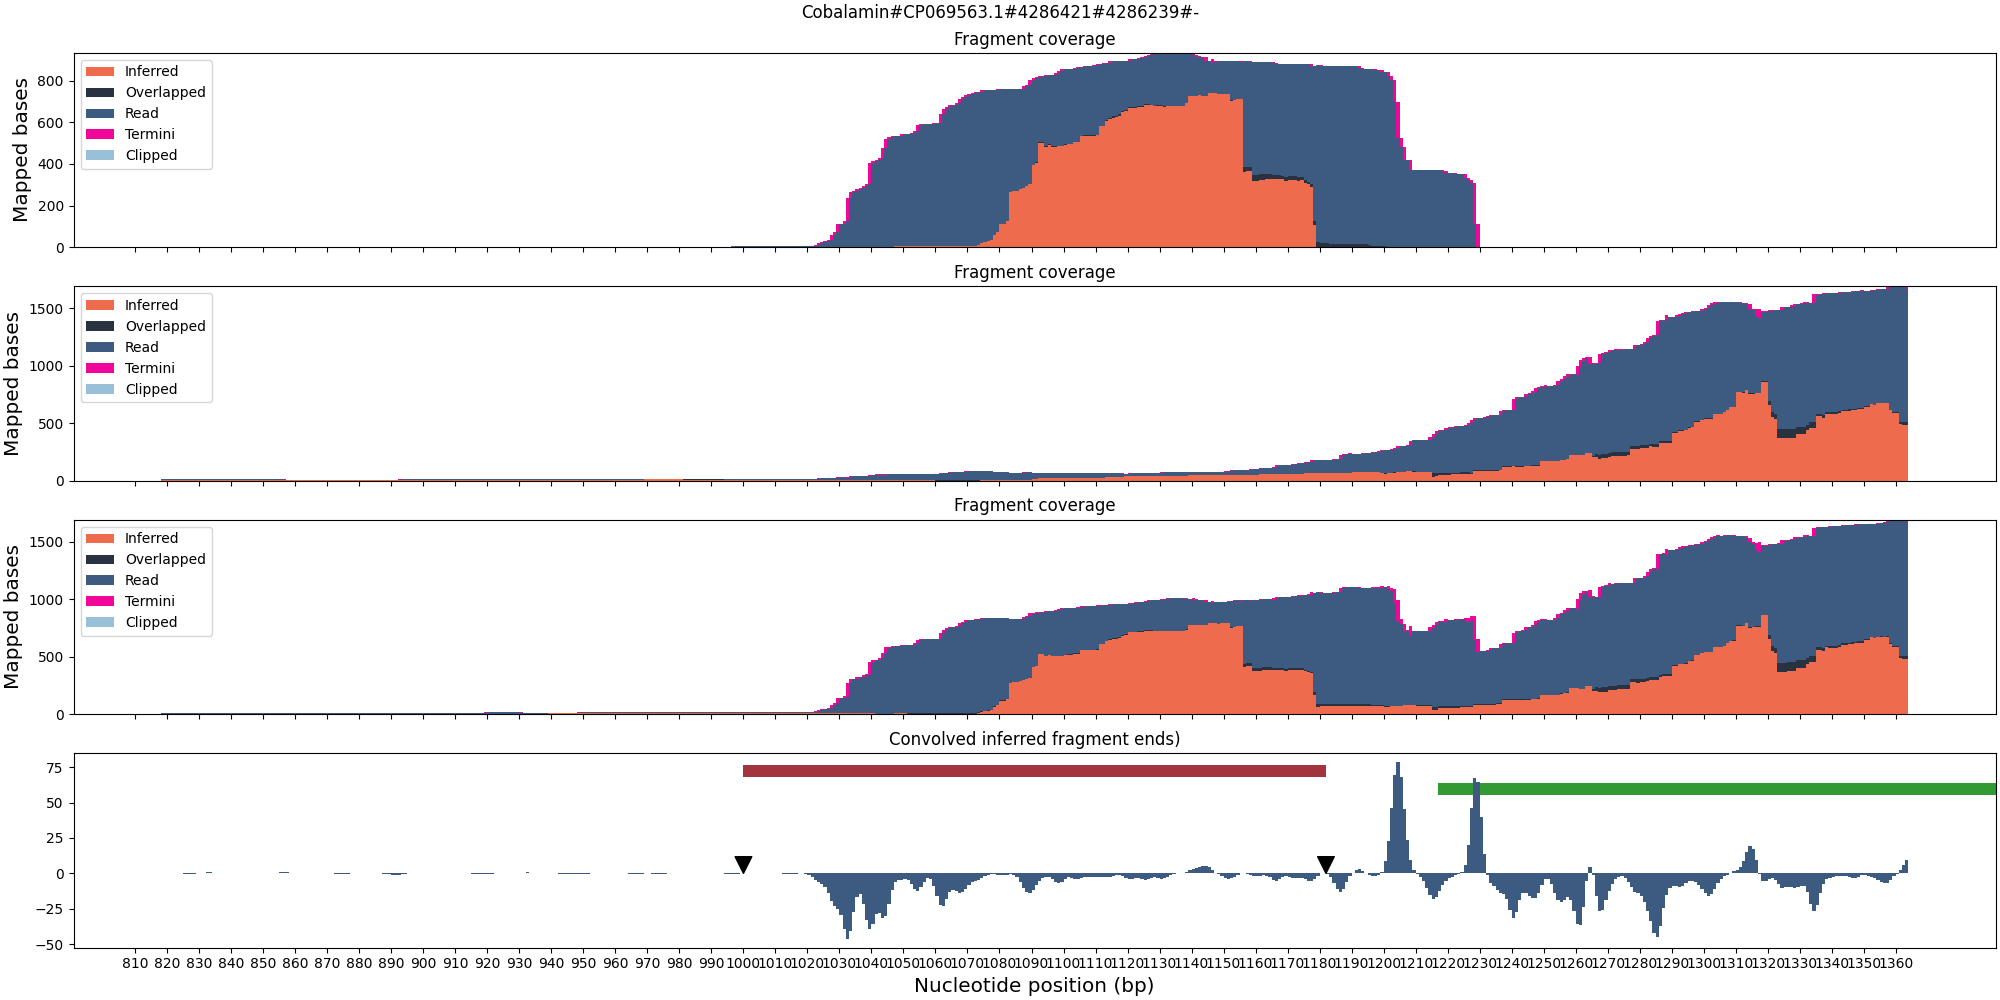 Cobalamin#CP069563.1#4286421#4286239#-
Fragment coverage
Mapped bases
800
600
400
200
0
Inferred
Overlapped
Read
Termini
Clipped
Fragment coverage
Mapped bases
1500
1000
500
0
Inferred
Overlapped
Read
Termini
Clipped
Fragment coverage
Mapped bases
1500
1000
500
0
Inferred
Overlapped
Read
Termini
Clipped
Convolved inferred fragment ends)
75
50
25
0
−25
−50
810 820 830 840 850 860 870 880 890 900 910 920 930 940 950 960 970 980 990 1000 1010 1020 1030 1040 1050 1060 1070 1080 1090 1100 1110 1120 1130 1140 1150 1160 1170 1180 1190 1200 1210 1220 1230 1240 1250 1260 1270 1280 1290 1300 1310 1320 1330 1340 1350 1360
Nucleotide position (bp)